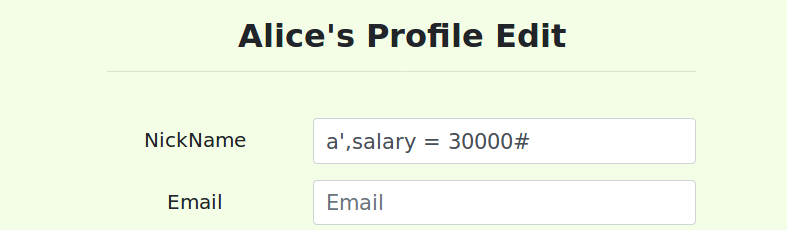 Alice's Profile Edit
NickName
a',salary = 30000#
Email
Email